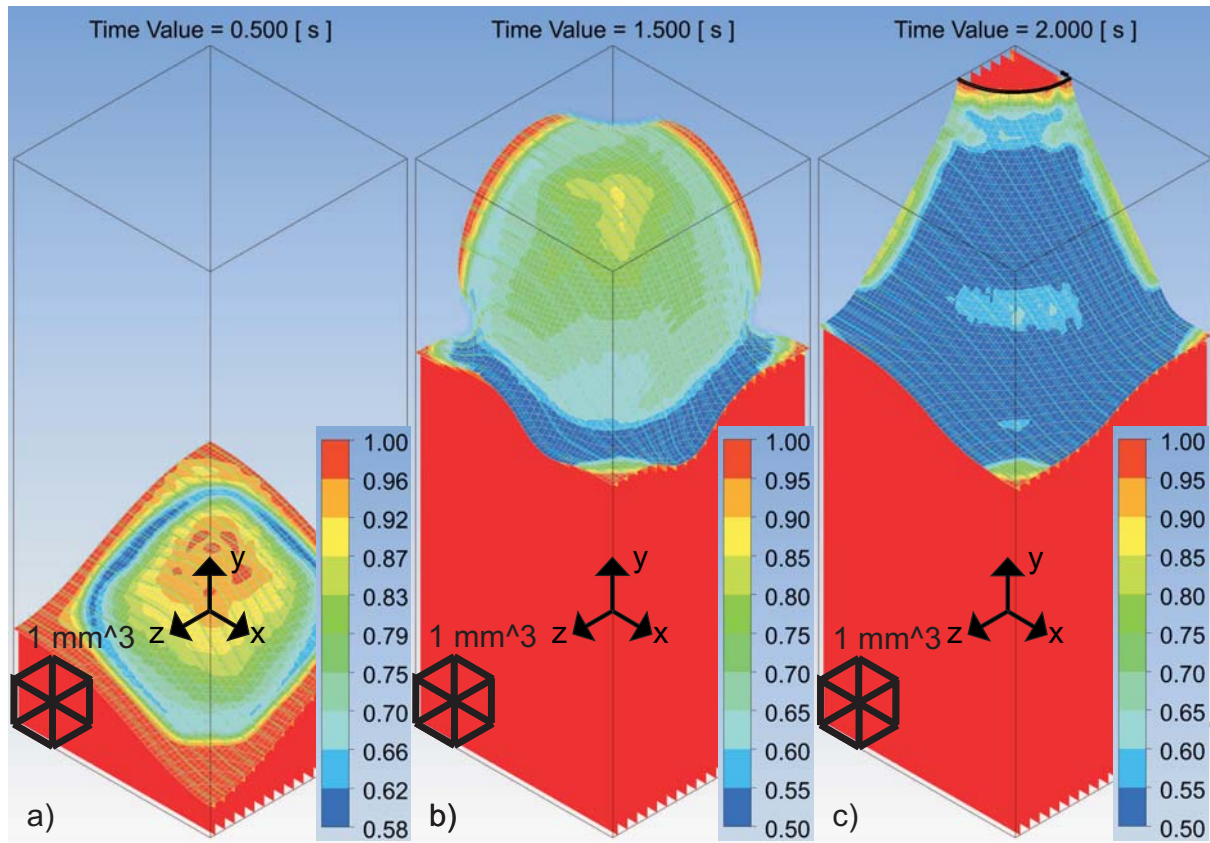 Time Value = 0.500 [ s ]
1.00
0.96
0.92
0.87
0.83
0.79
0.74
0.70
0.66
0.62
0.58
y
z
x
1 mm^3
a)
Time Value = 1.500 [ s ]
1.00
0.95
0.90
0.85
0.80
0.75
0.70
0.65
0.60
0.55
0.50
y
z
x
1 mm^3
b)
Time Value = 2.000 [ s ]
1.00
0.95
0.90
0.85
0.80
0.75
0.70
0.65
0.60
0.55
0.50
y
z
x
1 mm^3
c)